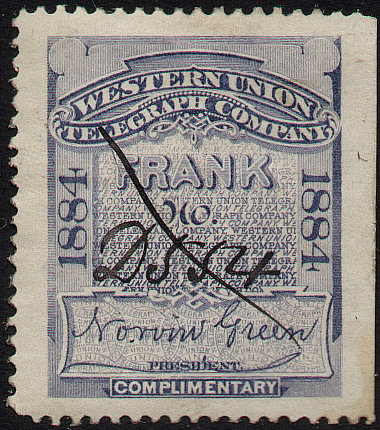 WESTERN UNION
TELEGRAPH COMPANY
FRANK
1884
No.
1884
Norvin Green
PRESIDENT.
COMPLIMENTARY